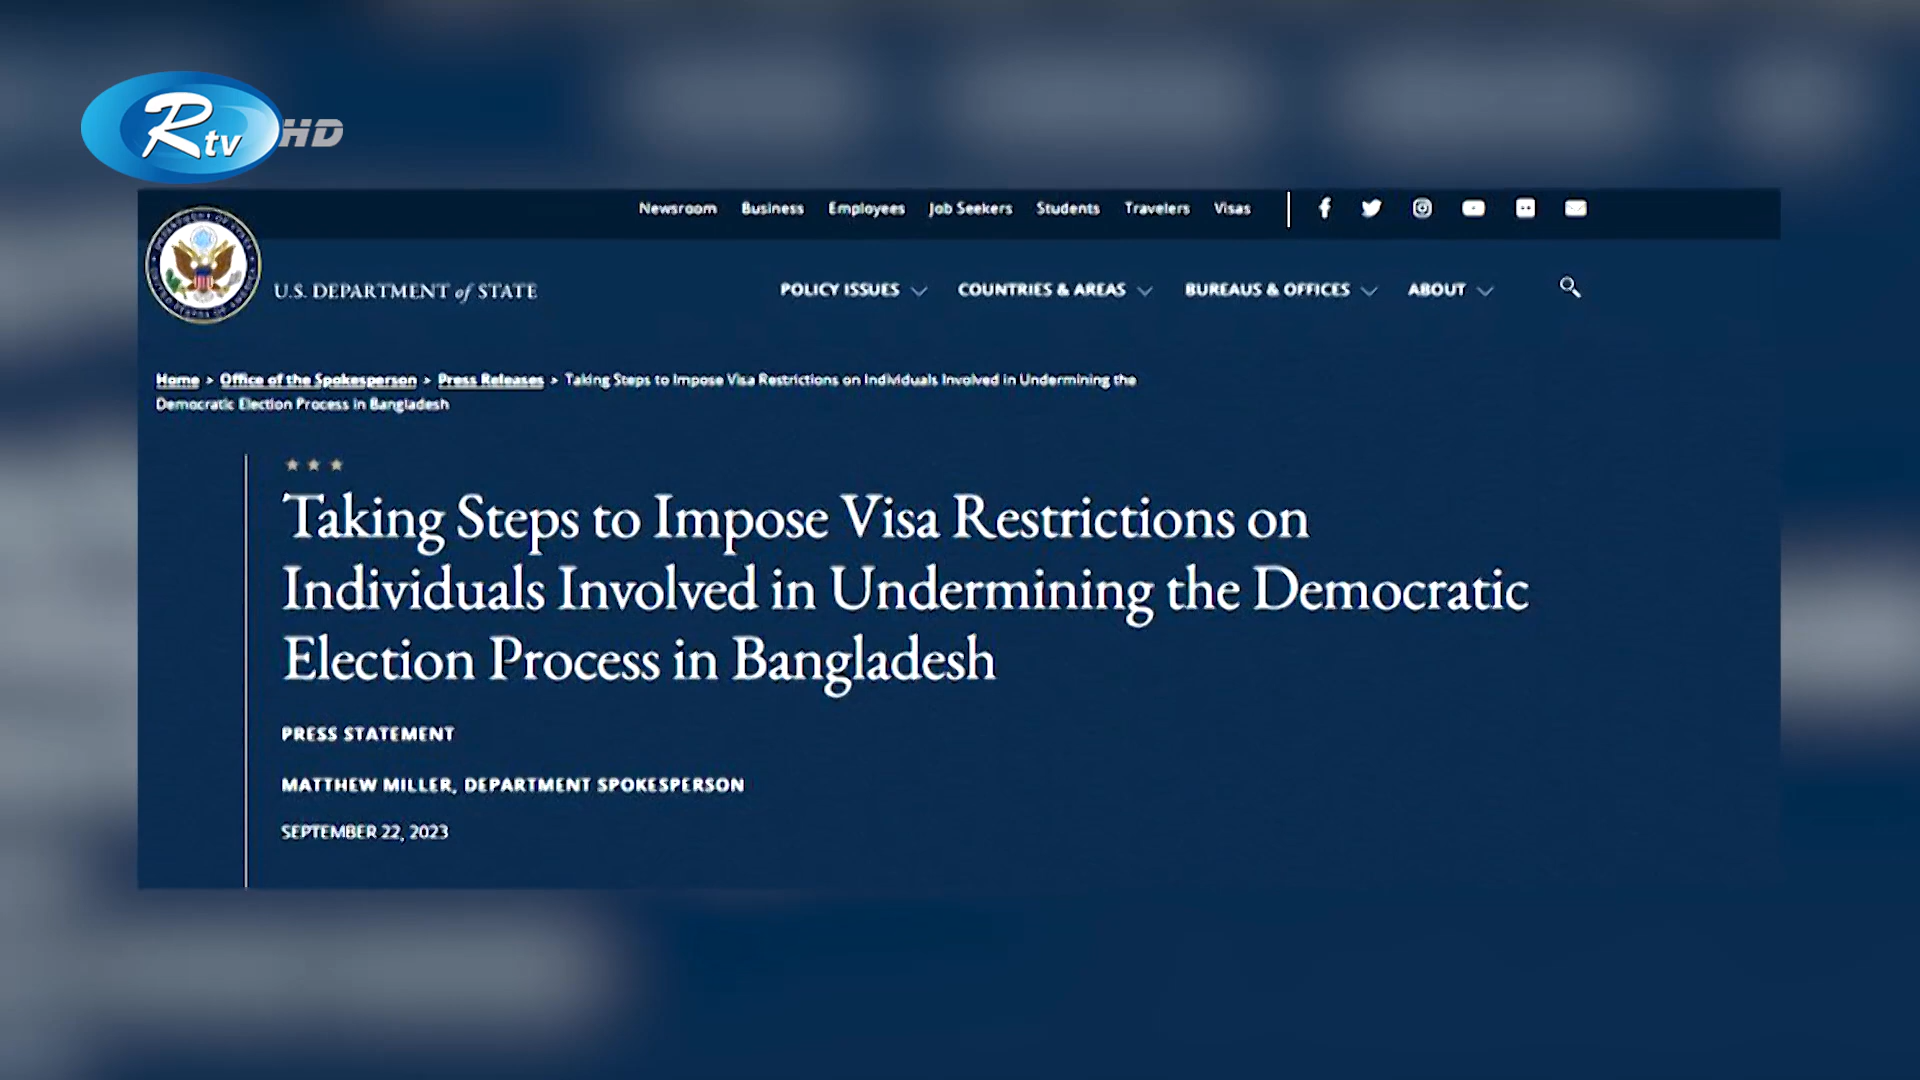 Rtv HD
Newsroom Business Employees Job Seekers Students Travelers Visas
U.S. DEPARTMENT of STATE
POLICY ISSUES COUNTRIES & AREAS BUREAUS & OFFICES ABOUT
Home > Office of the Spokesperson > Press Releases > Taking Steps to Impose Visa Restrictions on Individuals Involved in Undermining the
Democratic Election Process in Bangladesh
Taking Steps to Impose Visa Restrictions on
Individuals Involved in Undermining the Democratic
Election Process in Bangladesh
PRESS STATEMENT
MATTHEW MILLER, DEPARTMENT SPOKESPERSON
SEPTEMBER 22, 2023